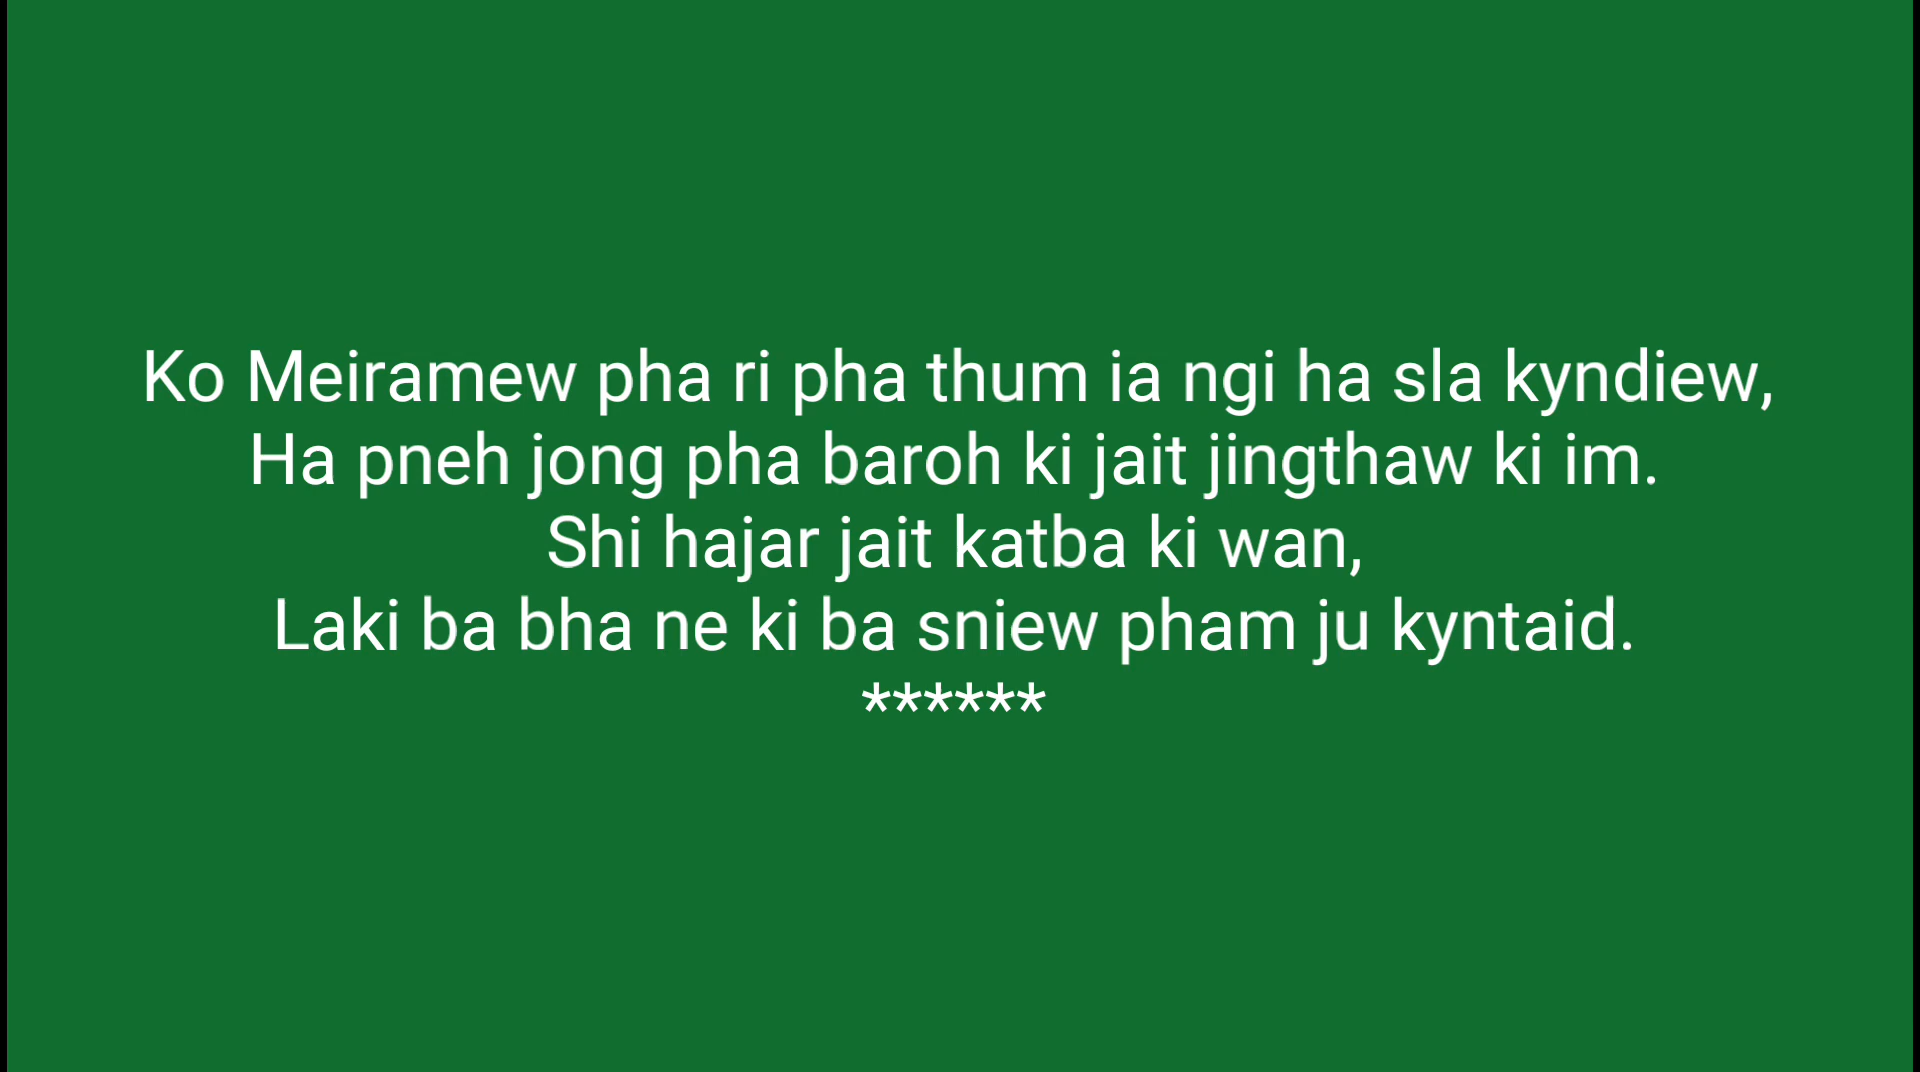 Ko Meiramew pha ri pha thum ia ngi ha sla kyndiew,
Ha pneh jong pha baroh ki jait jingthaw ki im.
Shi hajar jait katba ki wan,
Laki ba bha ne ki ba sniew pham ju kyntaid.
******